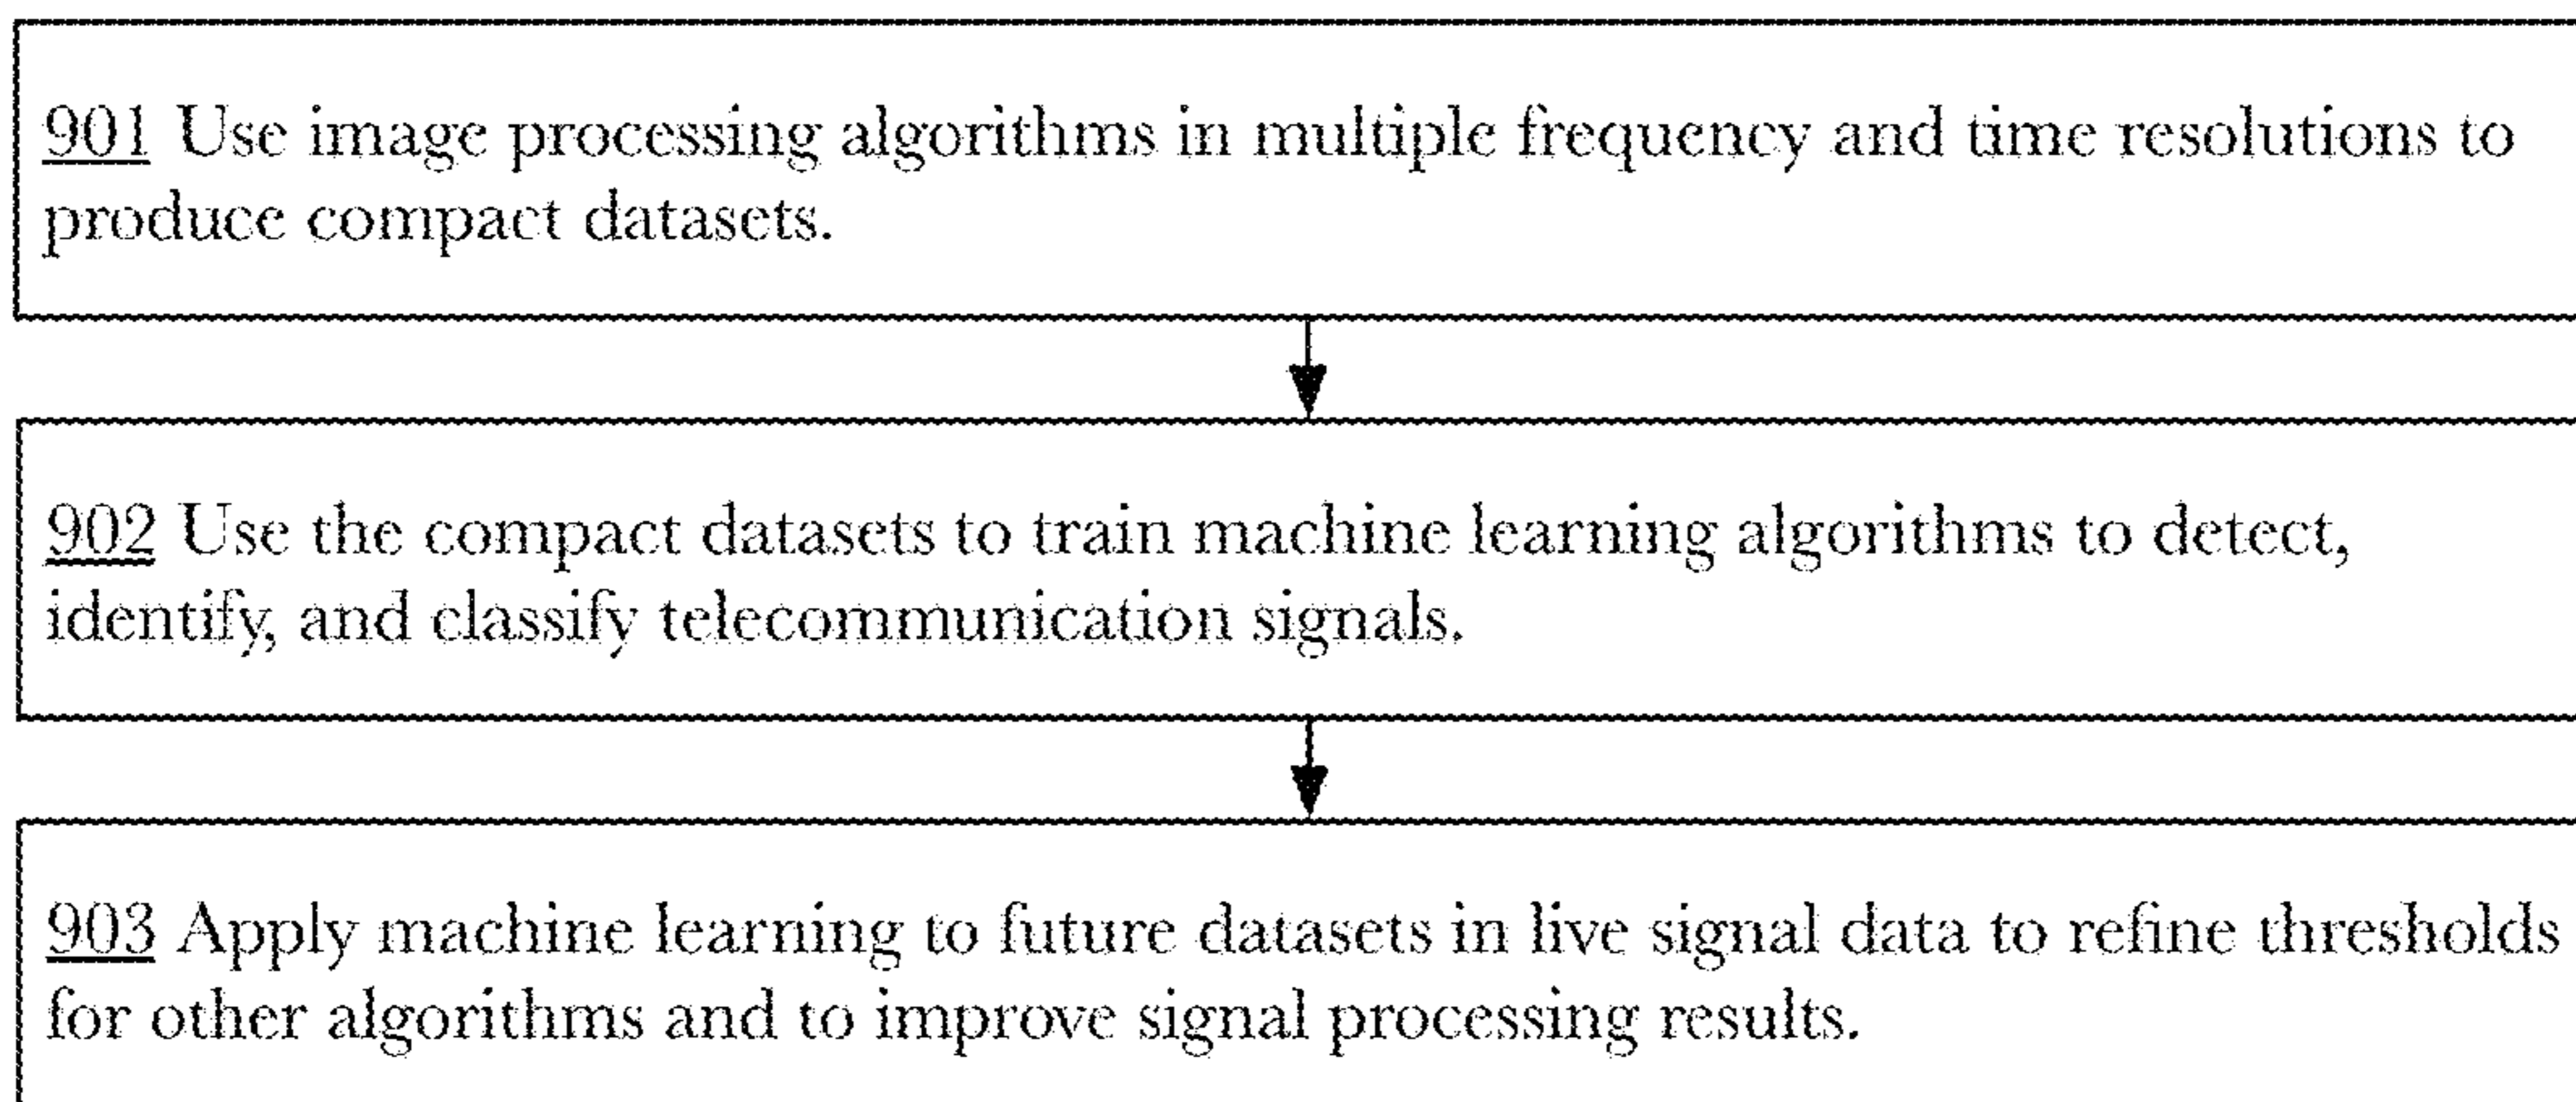 901 Use image processing algorithms in multiple frequency and time resolutions to
produce compact datasets.
902 Use the compact datasets to train machine learning algorithms to detect,
identify, and classify telecommunication signals.
903 Apply machine learning to future datasets in live signal data to refine thresholds
for other algorithms and to improve signal processing results.